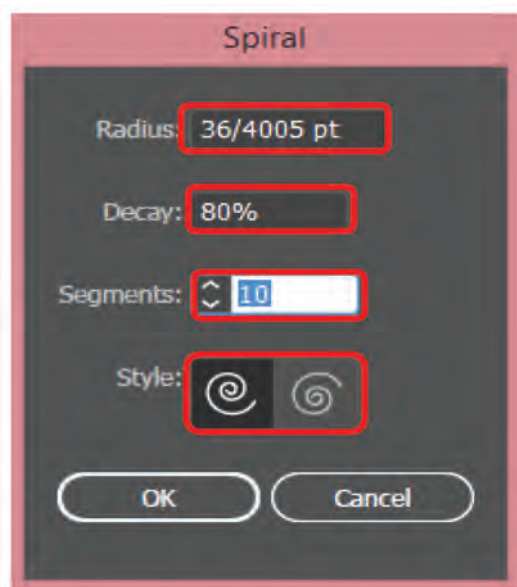 Spiral
Radius: 36/4005 pt
Decay: 80%
Segments: 10
Style:
OK Cancel